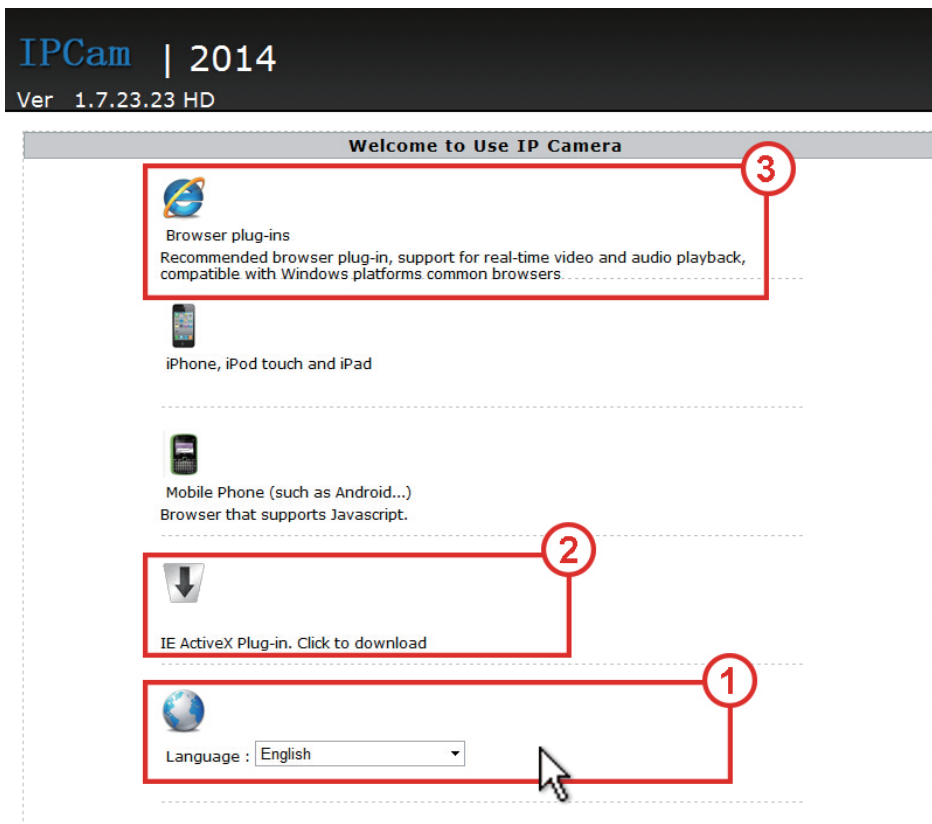 IPCam | 2014
Ver 1.7.23.23 HD
Welcome to Use IP Camera
3
Browser plug-ins
Recommended browser plug-in, support for real-time video and audio playback,
compatible with Windows platforms common browsers
iPhone, iPod touch and iPad
Mobile Phone (such as Android...)
Browser that supports Javascript.
2
IE ActiveX Plug-in. Click to download
1
Language : English